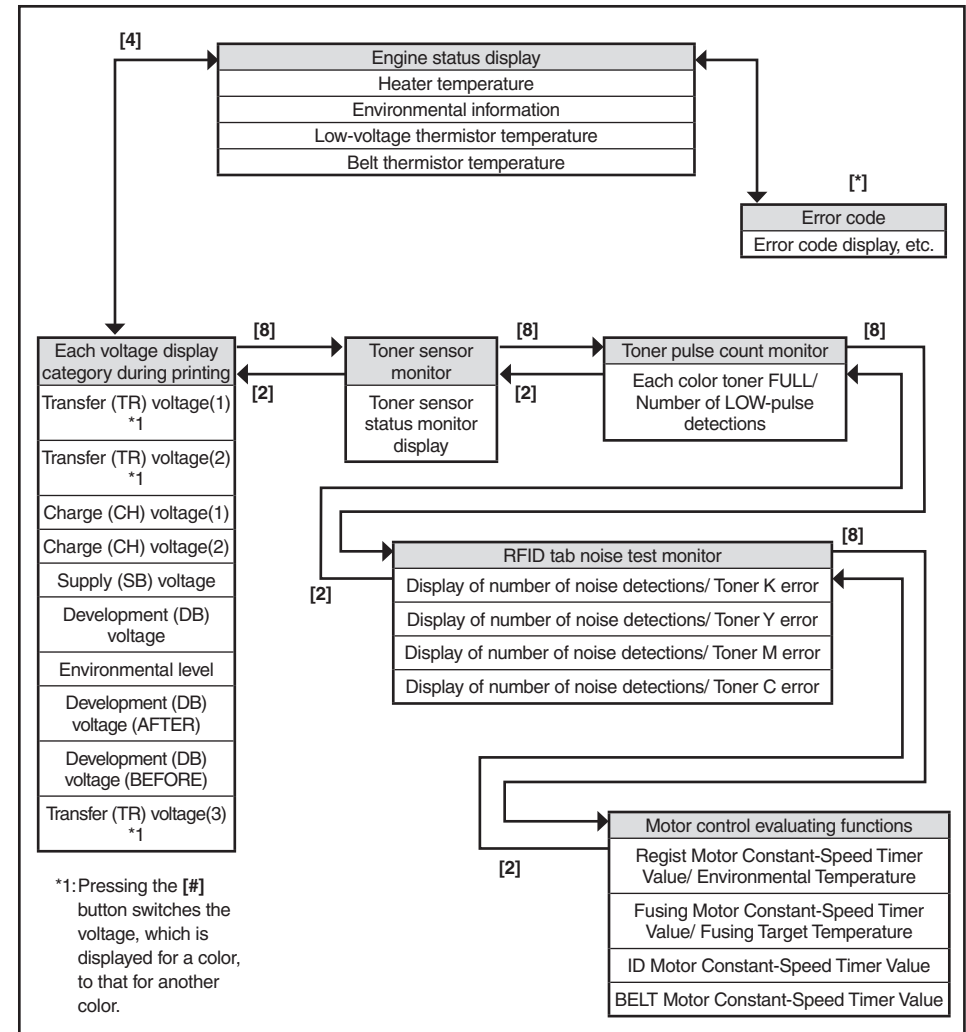 [4]
Engine status display
Heater temperature
Environmental information
Low-voltage thermistor temperature
Belt thermistor temperature
[*]
Error code
Error code display, etc.
Each voltage display
category during printing
Transfer (TR) voltage(1)
*1
Transfer (TR) voltage(2)
*1
Charge (CH) voltage(1)
Charge (CH) voltage(2)
Supply (SB) voltage
Development (DB)
voltage
Environmental level
Development (DB)
voltage (AFTER)
Development (DB)
voltage (BEFORE)
Transfer (TR) voltage(3)
*1
[8]
[2]
Toner sensor
monitor
Toner sensor
status monitor
display
[8]
[2]
Toner pulse count monitor
Each color toner FULL/
Number of LOW-pulse
detections
[8]
[2]
RFID tab noise test monitor
Display of number of noise detections/ Toner K error
Display of number of noise detections/ Toner Y error
Display of number of noise detections/ Toner M error
Display of number of noise detections/ Toner C error
[8]
[2]
Motor control evaluating functions
Regist Motor Constant-Speed Timer
Value/ Environmental Temperature
Fusing Motor Constant-Speed Timer
Value/ Fusing Target Temperature
ID Motor Constant-Speed Timer Value
BELT Motor Constant-Speed Timer Value
*1:Pressing the [#]
button switches the
voltage, which is
displayed for a color,
to that for another
color.